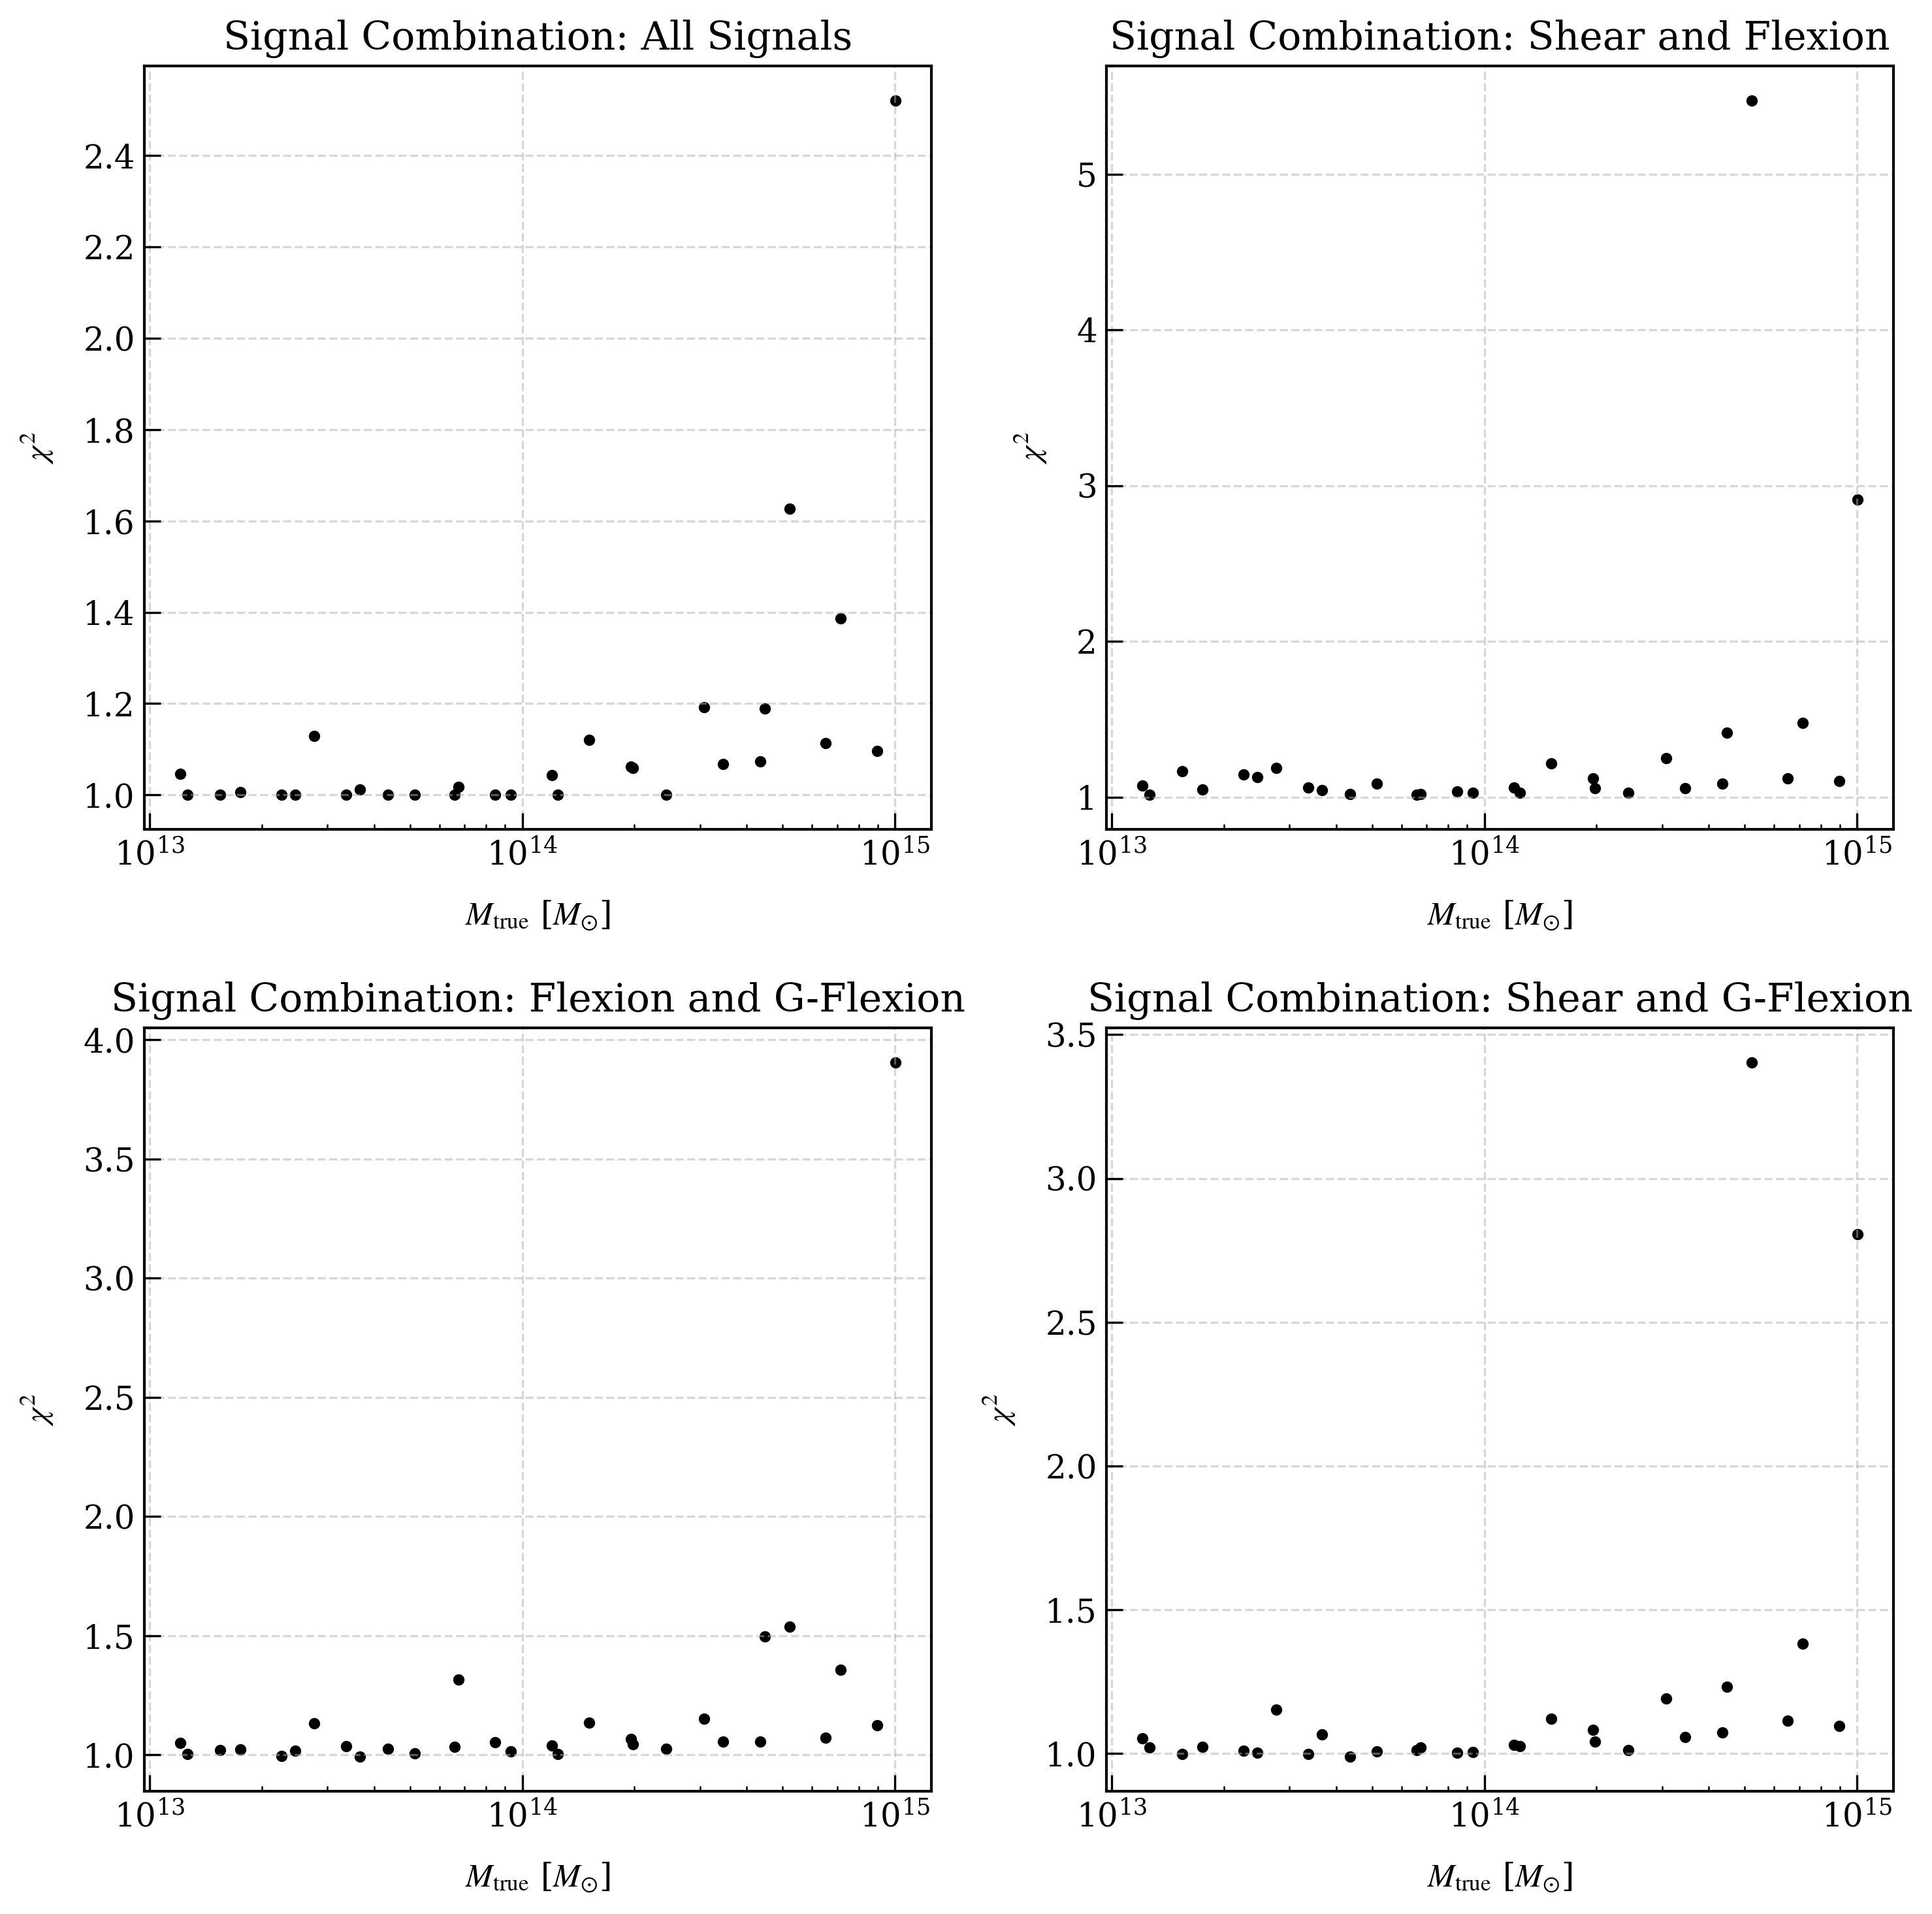 Signal Combination: All Signals
2.4
2.2
2.0
1.8
1.6
1.4
1.2
1.0
χ²
10¹³ 10¹⁴ 10¹⁵
M_true [M_⊙]
Signal Combination: Shear and Flexion
5
4
3
2
1
χ²
10¹³ 10¹⁴ 10¹⁵
M_true [M_⊙]
Signal Combination: Flexion and G-Flexion
4.0
3.5
3.0
2.5
2.0
1.5
1.0
χ²
10¹³ 10¹⁴ 10¹⁵
M_true [M_⊙]
Signal Combination: Shear and G-Flexion
3.5
3.0
2.5
2.0
1.5
1.0
χ²
10¹³ 10¹⁴ 10¹⁵
M_true [M_⊙]